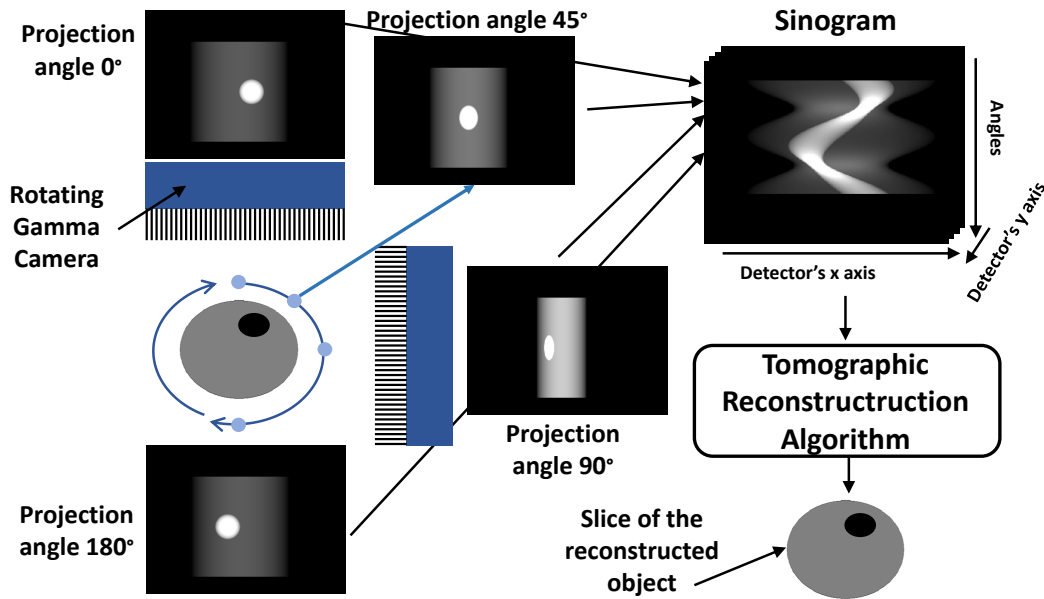 Projection
angle 0°
Projection angle 45°
Sinogram
Angles
Detector's y axis
Detector's x axis
Rotating
Gamma
Camera
Tomographic
Reconstructruction
Algorithm
Projection
angle 90°
Projection
angle 180°
Slice of the
reconstructed
object